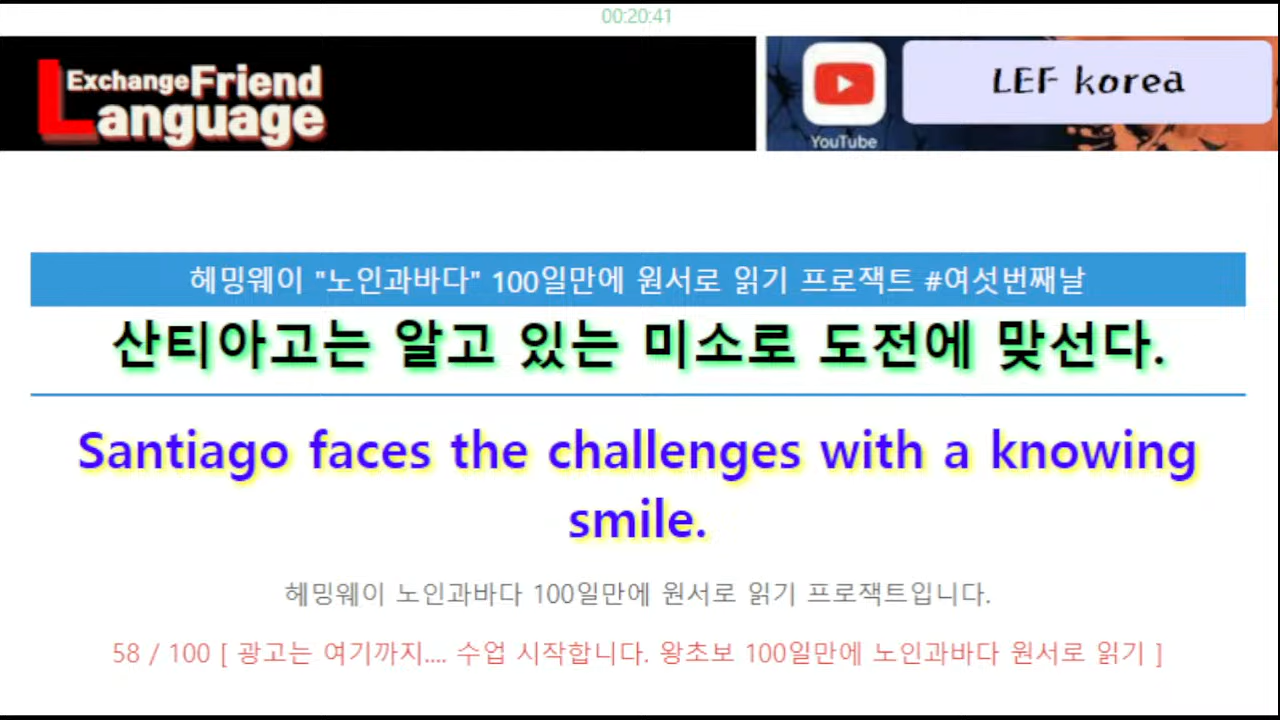 00:20:41
ExchangeFriend
Language
LEF korea
YouTube
헤밍웨이 "노인과바다" 100일만에 원서로 읽기 프로잭트 #여섯번째날
산티아고는 알고 있는 미소로 도전에 맞선다.
Santiago faces the challenges with a knowing
smile.
헤밍웨이 노인과바다 100일만에 원서로 읽기 프로잭트입니다.
58 / 100 [ 광고는 여기까지.... 수업 시작합니다. 왕초보 100일만에 노인과바다 원서로 읽기 ]